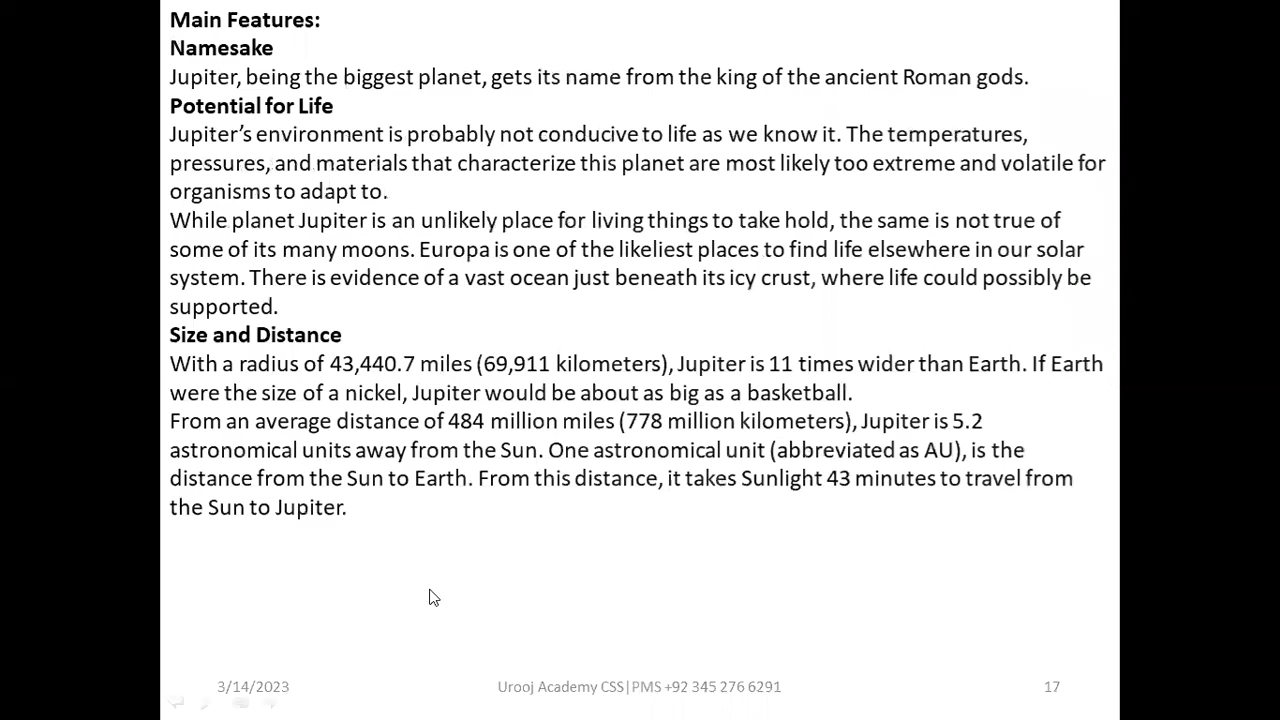 Main Features:
Namesake
Jupiter, being the biggest planet, gets its name from the king of the ancient Roman gods.
Potential for Life
Jupiter’s environment is probably not conducive to life as we know it. The temperatures,
pressures, and materials that characterize this planet are most likely too extreme and volatile for
organisms to adapt to.
While planet Jupiter is an unlikely place for living things to take hold, the same is not true of
some of its many moons. Europa is one of the likeliest places to find life elsewhere in our solar
system. There is evidence of a vast ocean just beneath its icy crust, where life could possibly be
supported.
Size and Distance
With a radius of 43,440.7 miles (69,911 kilometers), Jupiter is 11 times wider than Earth. If Earth
were the size of a nickel, Jupiter would be about as big as a basketball.
From an average distance of 484 million miles (778 million kilometers), Jupiter is 5.2
astronomical units away from the Sun. One astronomical unit (abbreviated as AU), is the
distance from the Sun to Earth. From this distance, it takes Sunlight 43 minutes to travel from
the Sun to Jupiter.
3/14/2023 Urooj Academy CSS|PMS +92 345 276 6291 17